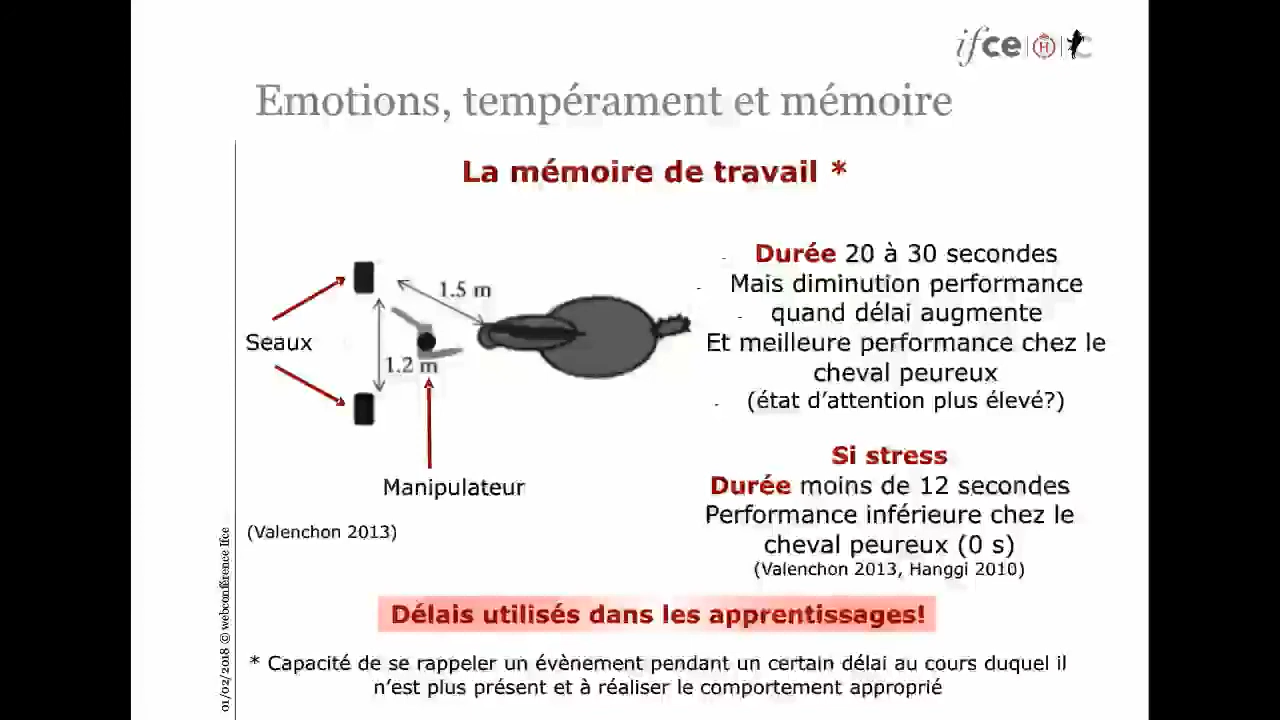 ifce
Emotions, tempérament et mémoire
La mémoire de travail *
1.5 m
Seaux
1.2 m
Manipulateur
(Valenchon 2013)
- Durée 20 à 30 secondes
- Mais diminution performance
- quand délai augmente
Et meilleure performance chez le
cheval peureux
- (état d'attention plus élevé?)
Si stress
Durée moins de 12 secondes
Performance inférieure chez le
cheval peureux (0 s)
(Valenchon 2013, Hanggi 2010)
Délais utilisés dans les apprentissages!
* Capacité de se rappeler un évènement pendant un certain délai au cours duquel il
n'est plus présent et à réaliser le comportement approprié
01/02/2018 © webconférence Ifce